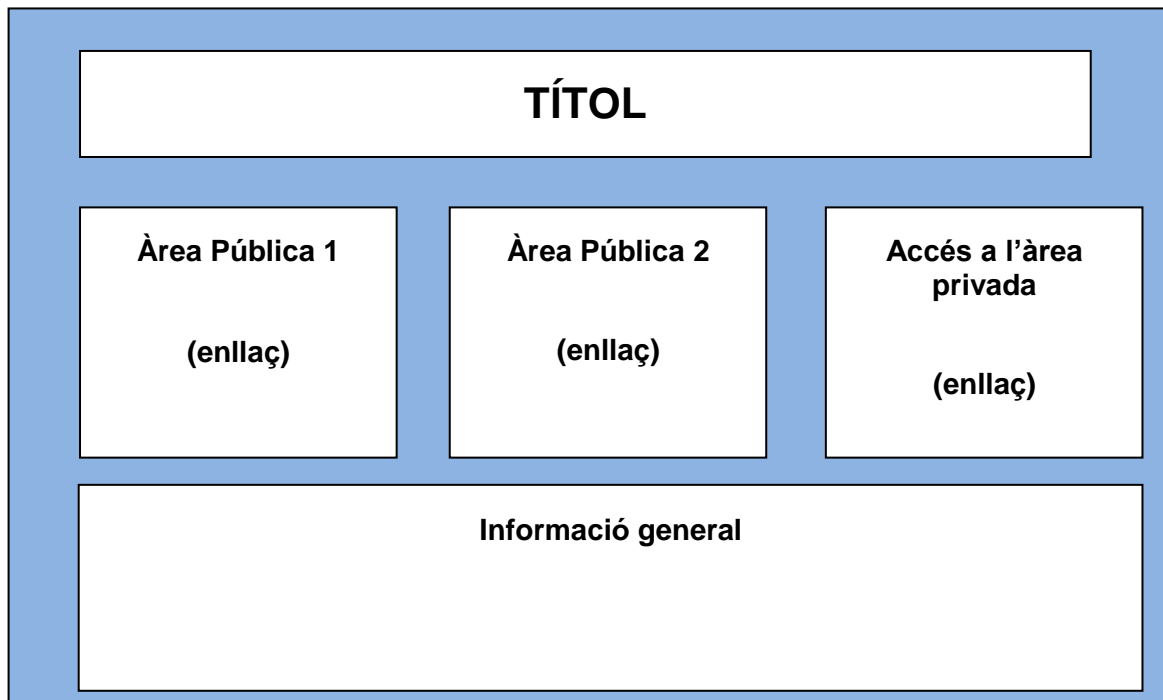 TÍTOL
Àrea Pública 1
(enllaç)
Àrea Pública 2
(enllaç)
Accés a l’àrea
privada
(enllaç)
Informació general